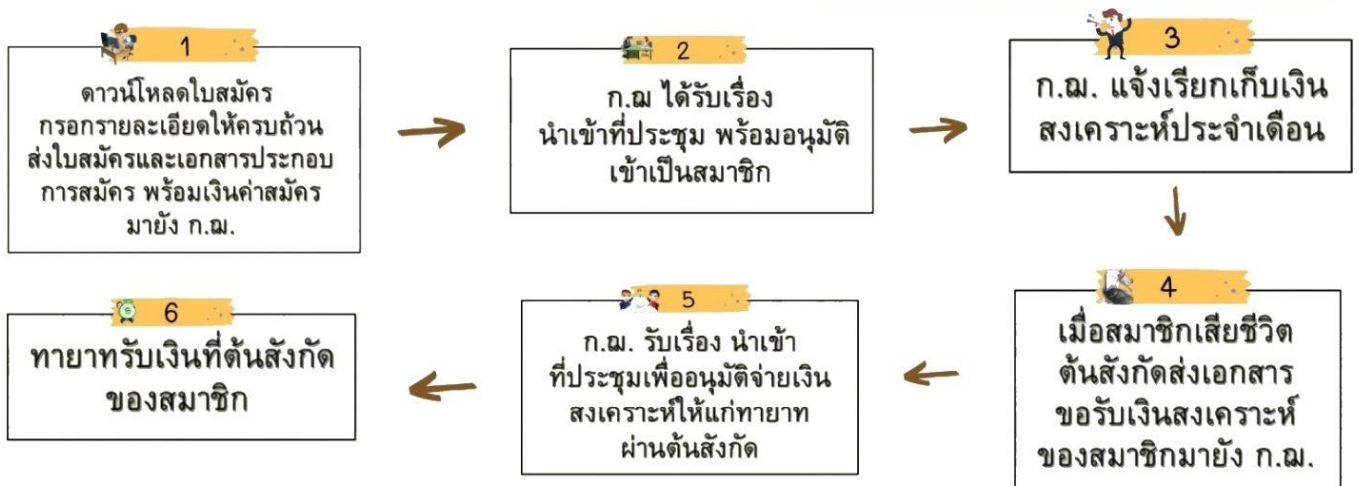 1
ดาวน์โหลดใบสมัคร
กรอกรายละเอียดให้ครบถ้วน
ส่งใบสมัครและเอกสารประกอบ
การสมัคร พร้อมเงินค่าสมัคร
มายัง ก.ฌ.
2
ก.ฌ ได้รับเรื่อง
นำเข้าที่ประชุม พร้อมอนุมัติ
เข้าเป็นสมาชิก
3
ก.ฌ. แจ้งเรียกเก็บเงิน
สงเคราะห์ประจำเดือน
4
เมื่อสมาชิกเสียชีวิต
ต้นสังกัดส่งเอกสาร
ขอรับเงินสงเคราะห์
ของสมาชิกมายัง ก.ฌ.
5
ก.ฌ. รับเรื่อง นำเข้า
ที่ประชุมเพื่ออนุมัติจ่ายเงิน
สงเคราะห์ให้แก่ทายาท
ผ่านต้นสังกัด
6
ทายาทรับเงินที่ต้นสังกัด
ของสมาชิก